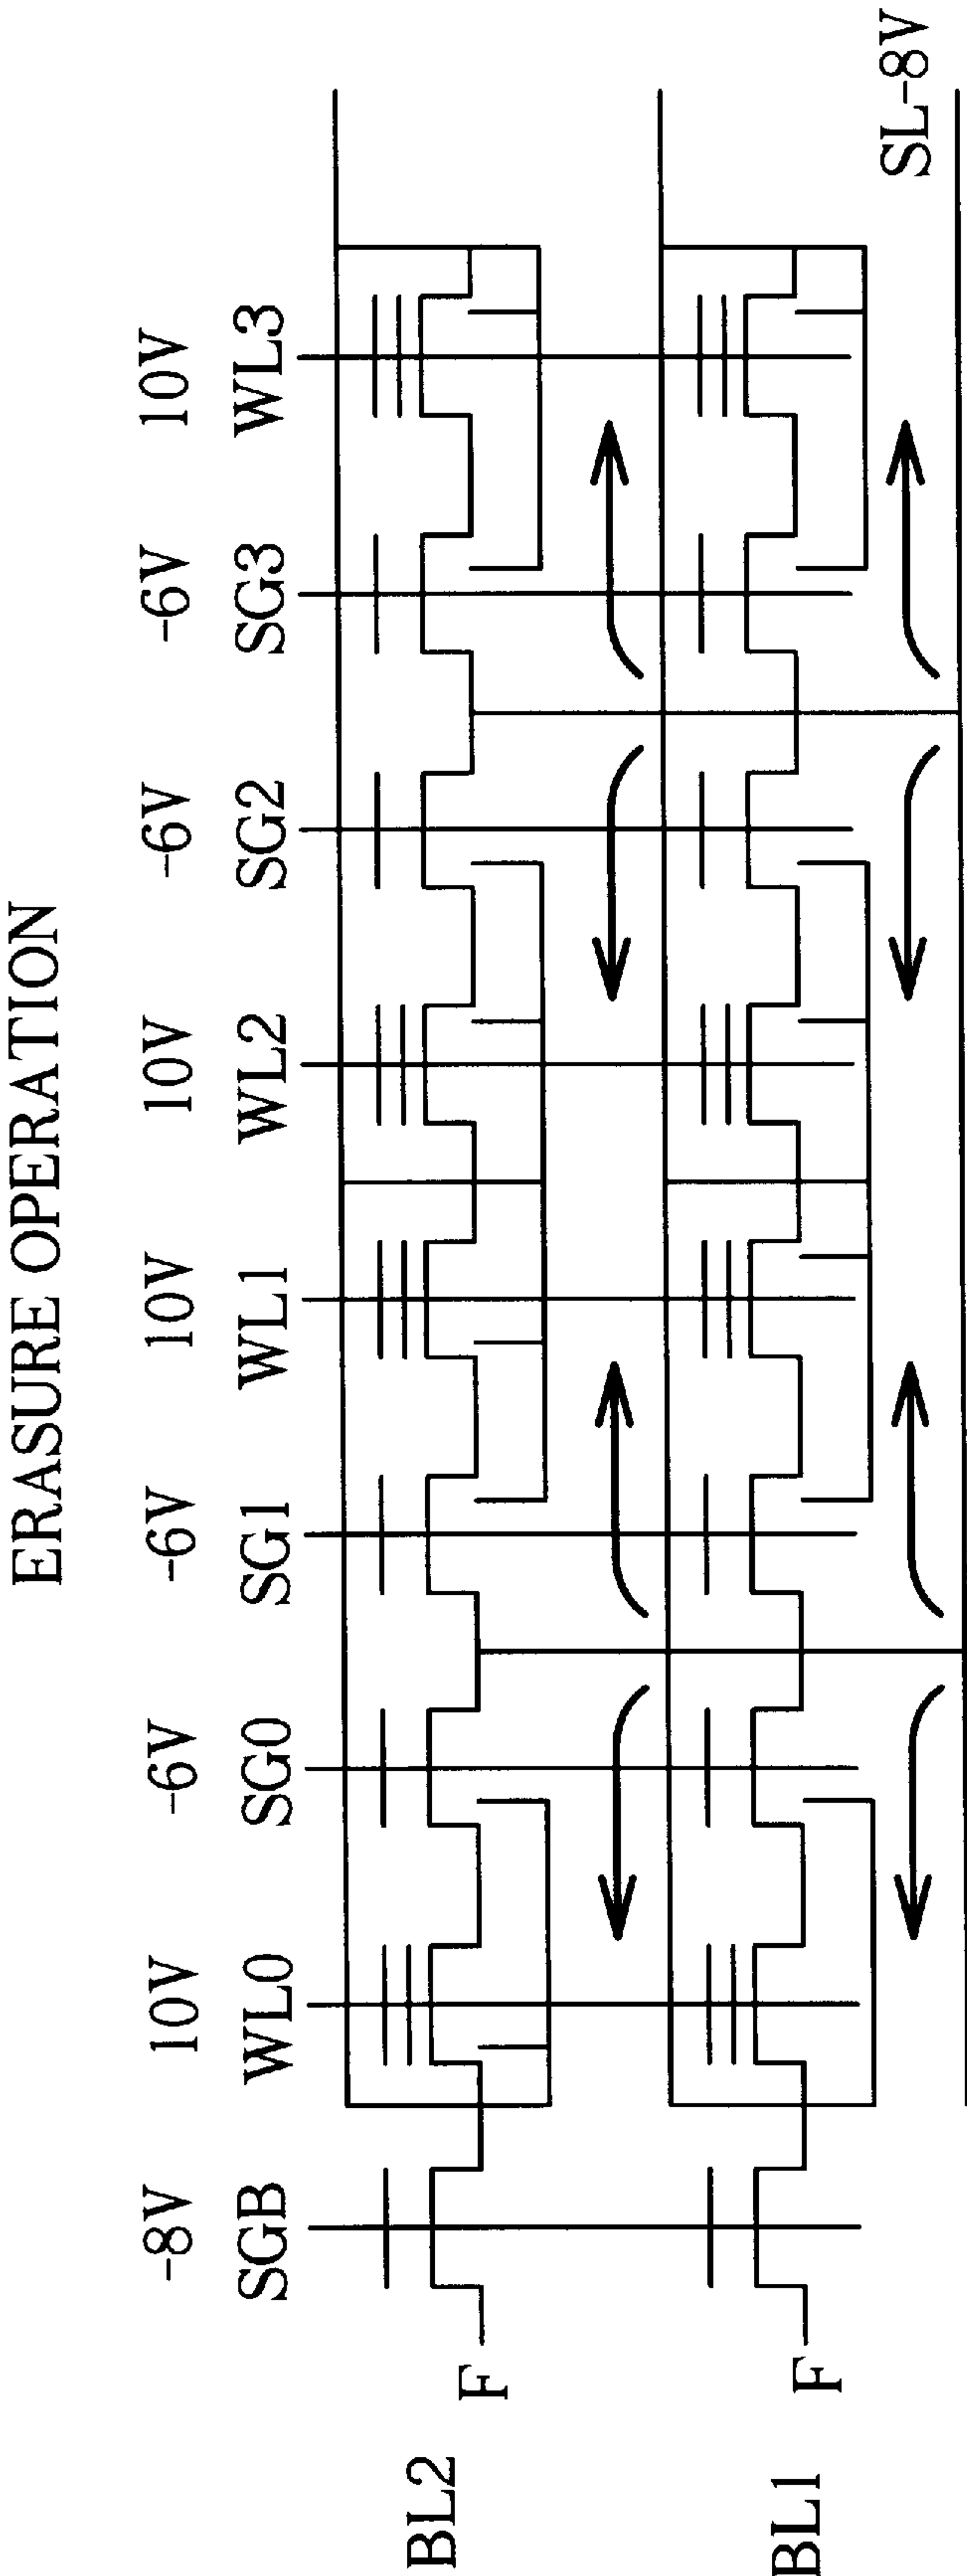 ERASURE OPERATION
-8V 10V -6V -6V 10V 10V -6V -6V 10V
SGB WL0 SG0 SG1 WL1 WL2 SG2 SG3 WL3
BL2 F
BL1 F
SL-8V